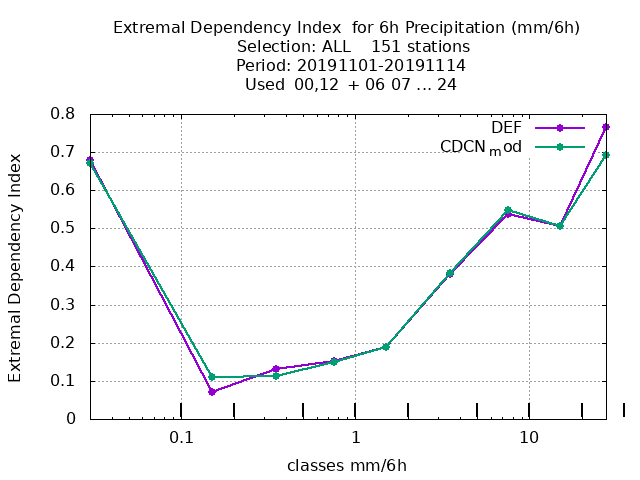 Extremal Dependency Index  for 6h Precipitation (mm/6h)
Selection: ALL    151 stations
Period: 20191101-20191114
Used  00,12  + 06 07 ... 24
DEF
CDCN_mod
0.8
0.7
0.6
0.5
0.4
0.3
0.2
0.1
0
Extremal Dependency Index
0.1
1
10
classes mm/6h